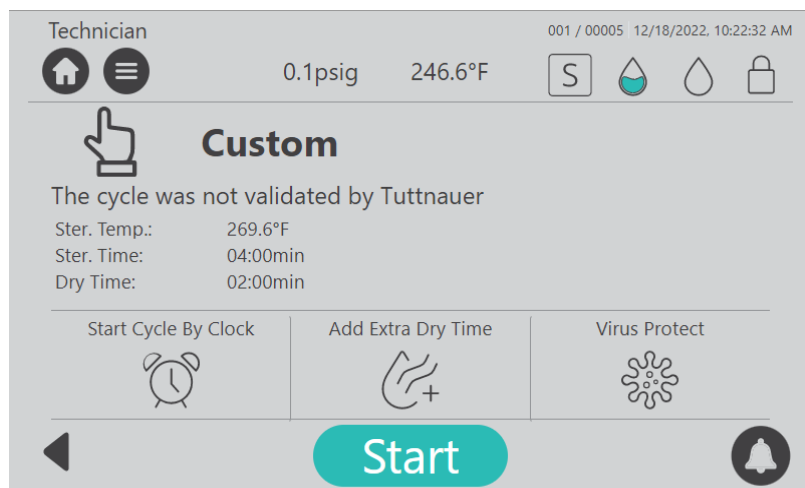 Technician
001 / 00005 12/18/2022, 10:22:32 AM
0.1psig 246.6°F S
Custom
The cycle was not validated by Tuttnauer
Ster. Temp.: 269.6°F
Ster. Time: 04:00min
Dry Time: 02:00min
Start Cycle By Clock Add Extra Dry Time Virus Protect
Start